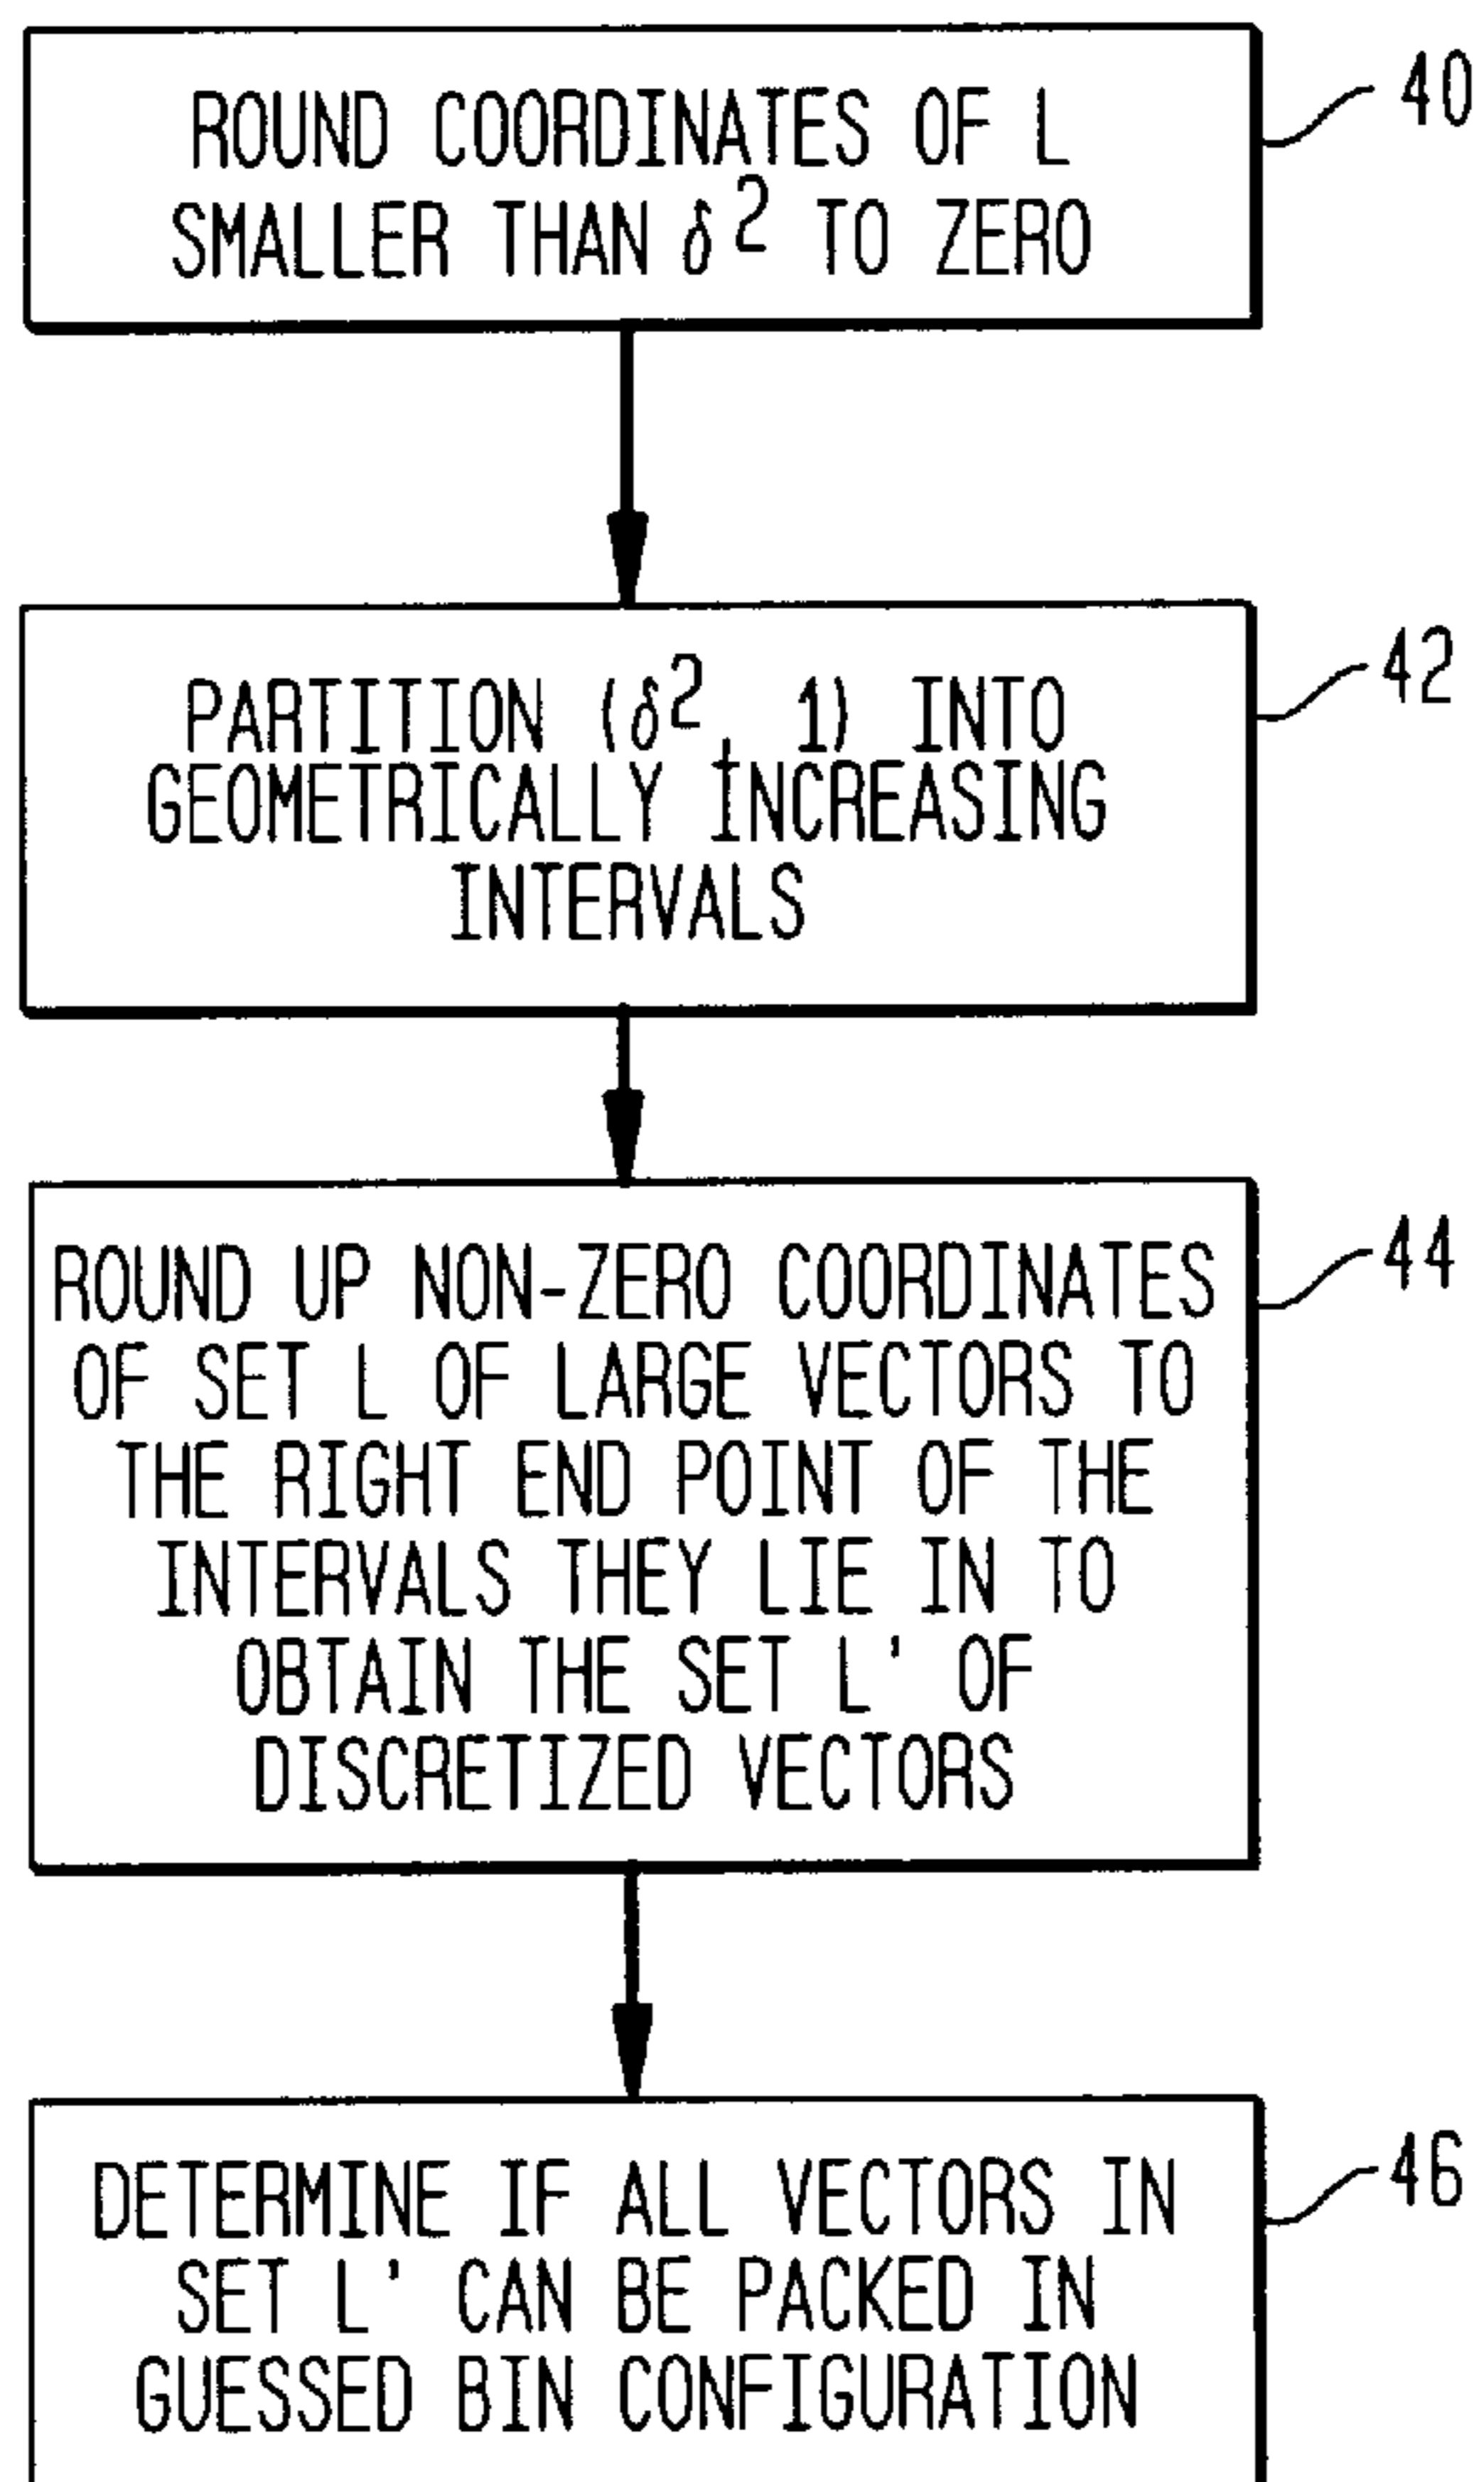 ROUND COORDINATES OF L
SMALLER THAN δ² TO ZERO
40
PARTITION (δ², 1) INTO
GEOMETRICALLY INCREASING
INTERVALS
42
ROUND UP NON-ZERO COORDINATES
OF SET L OF LARGE VECTORS TO
THE RIGHT END POINT OF THE
INTERVALS THEY LIE IN TO
OBTAIN THE SET L' OF
DISCRETIZED VECTORS
44
DETERMINE IF ALL VECTORS IN
SET L' CAN BE PACKED IN
GUESSED BIN CONFIGURATION
46